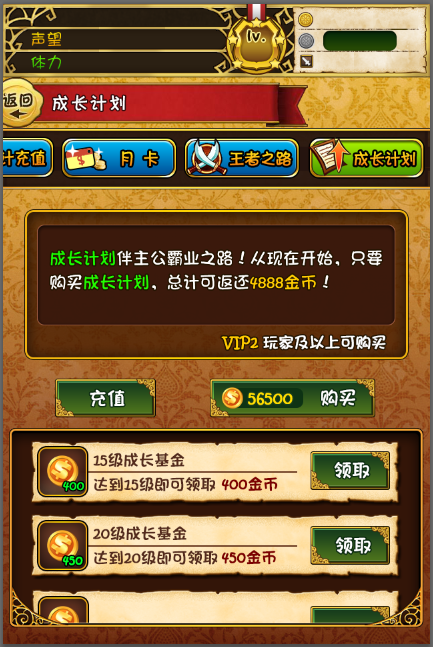 声望
lv.
体力
返回
成长计划
计充值
月卡
王者之路
成长计划
成长计划伴主公霸业之路！从现在开始，只要
购买成长计划，总计可返还4888金币！
VIP2 玩家及以上可购买
充值
56500 购买
15级成长基金
400
达到15级即可领取 400金币
领取
20级成长基金
450
达到20级即可领取 450金币
领取